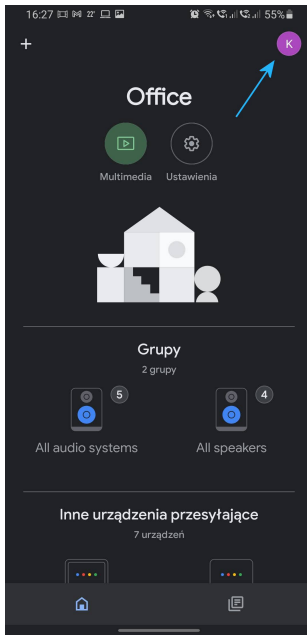 16:27 22° 55%
+
K
Office
Multimedia Ustawienia
Grupy
2 grupy
5 4
All audio systems All speakers
Inne urządzenia przesyłające
7 urządzeń